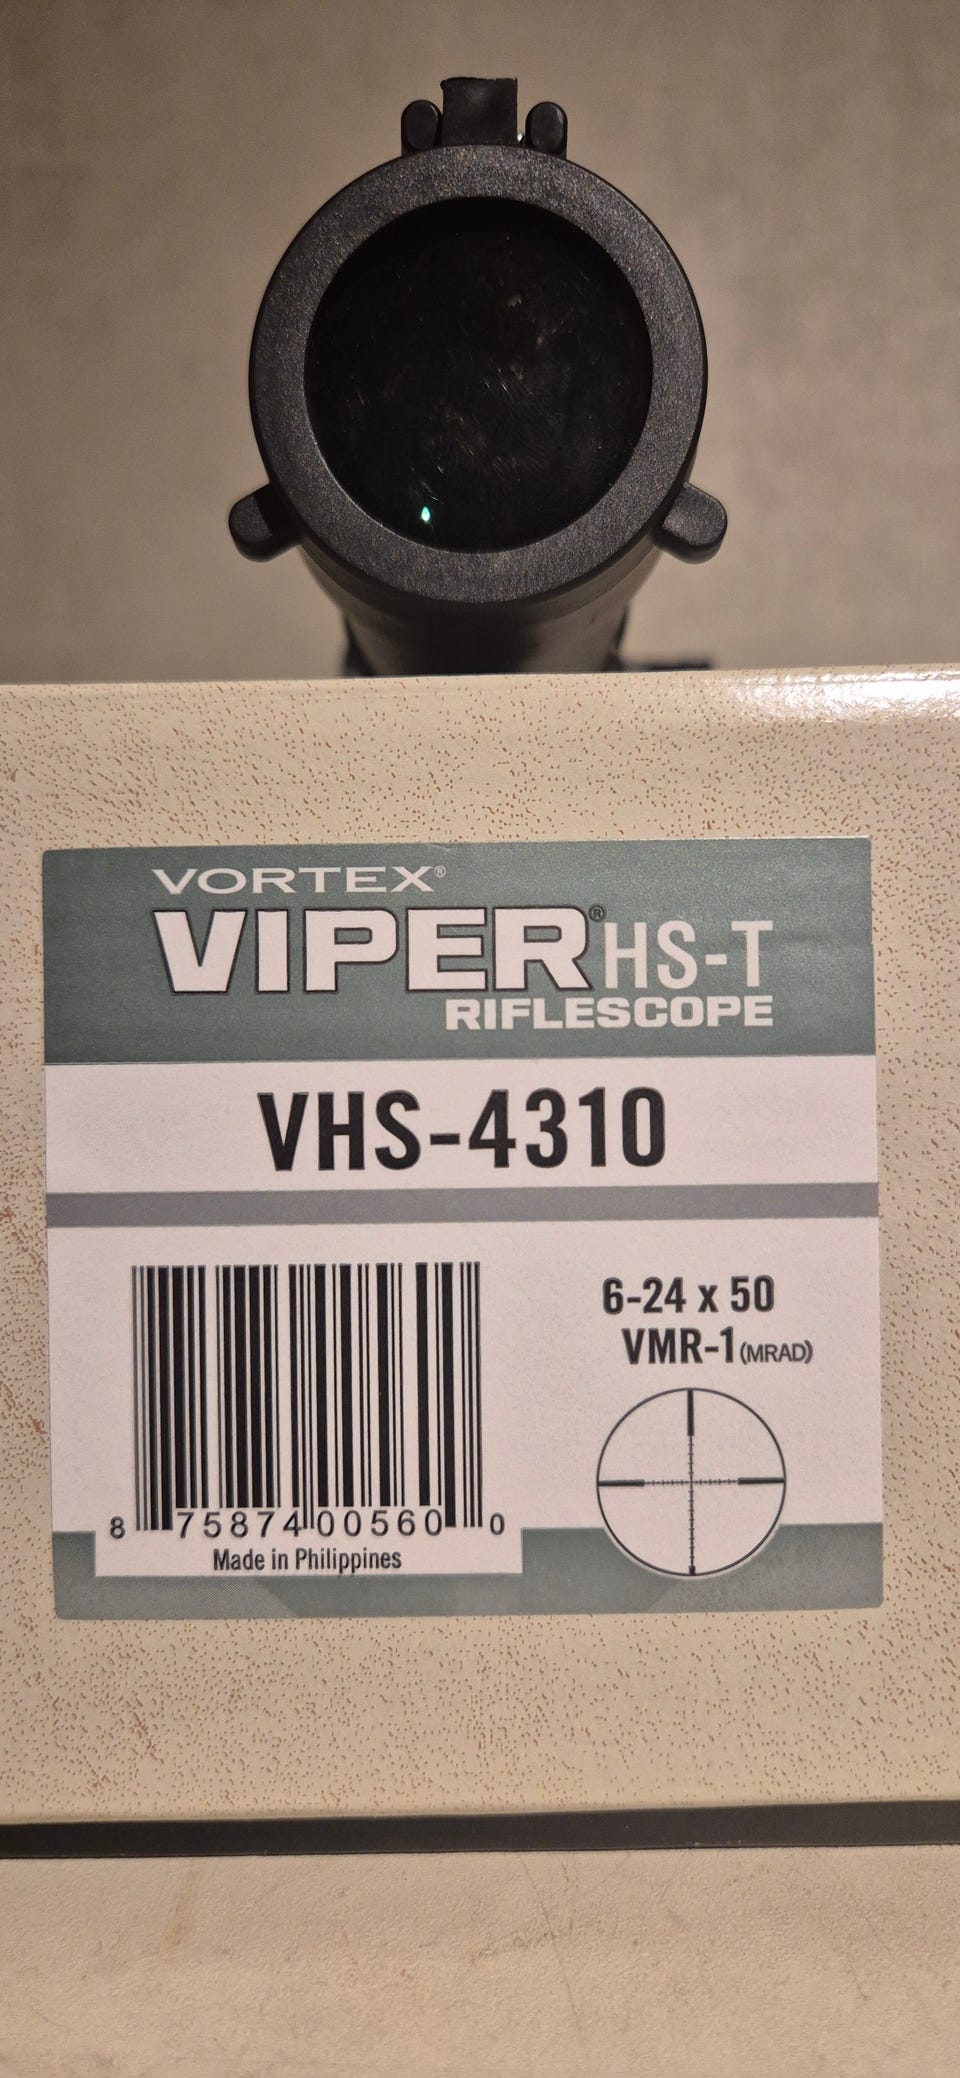 VORTEX®
VIPER® HS-T
RIFLESCOPE
VHS-4310
6-24 x 50
VMR-1 (MRAD)
8 75874 00560 0
Made in Philippines